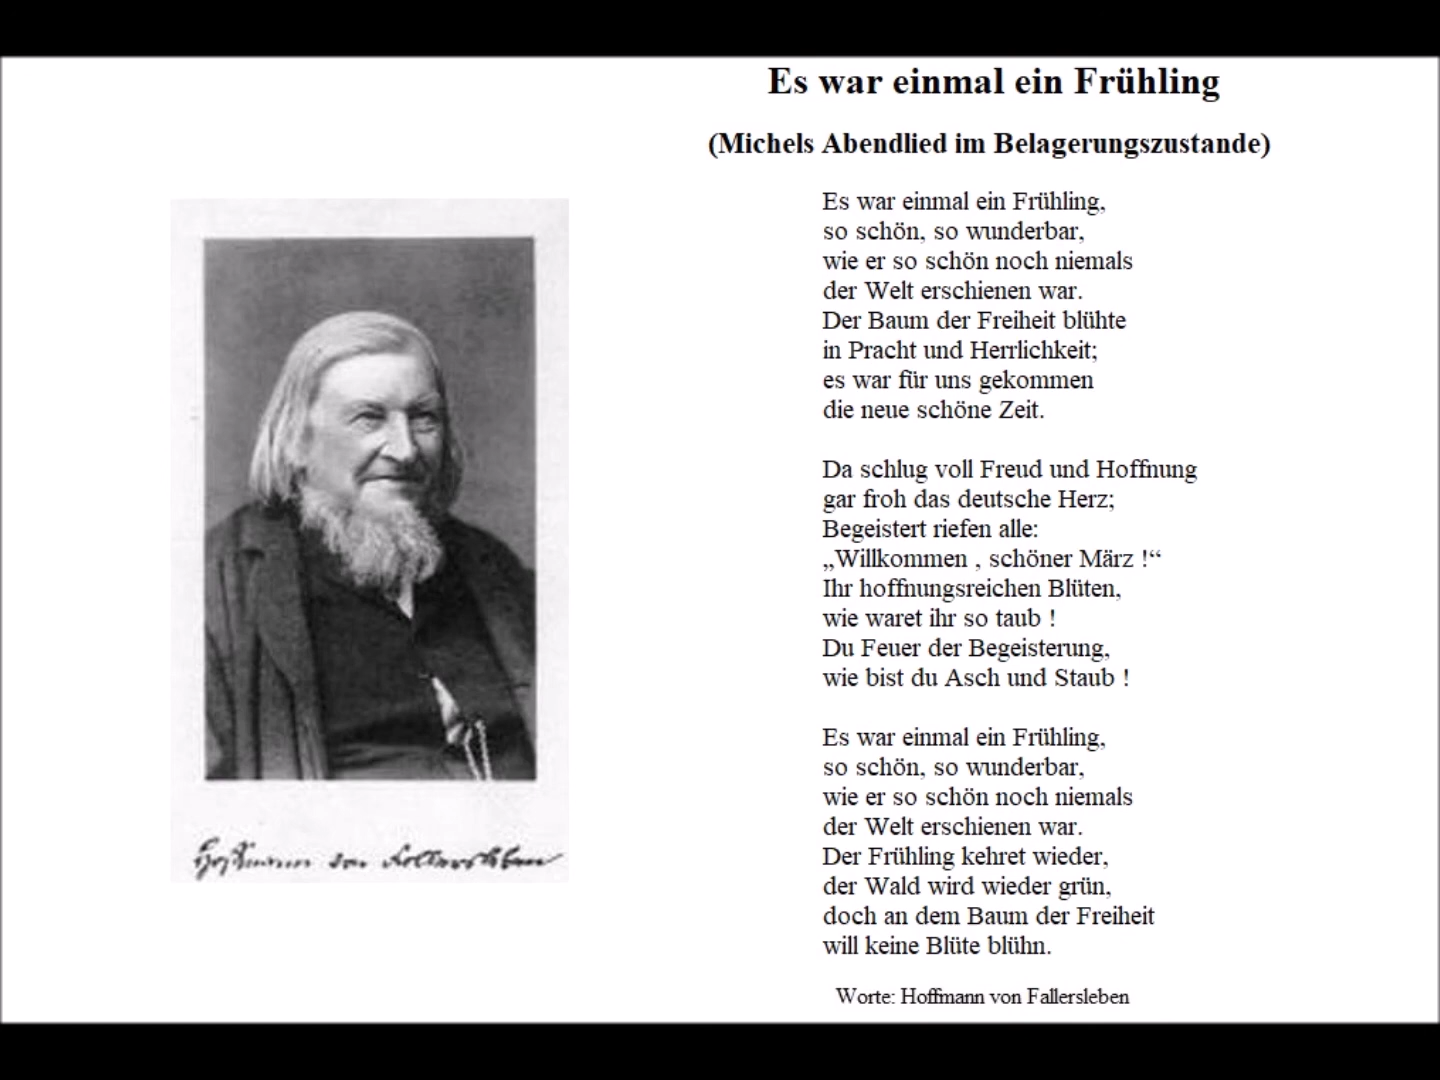 Es war einmal ein Frühling
(Michels Abendlied im Belagerungszustande)
Es war einmal ein Frühling,
so schön, so wunderbar,
wie er so schön noch niemals
der Welt erschienen war.
Der Baum der Freiheit blühte
in Pracht und Herrlichkeit;
es war für uns gekommen
die neue schöne Zeit.
Da schlug voll Freud und Hoffnung
gar froh das deutsche Herz;
Begeistert riefen alle:
„Willkommen , schöner März !“
Ihr hoffnungsreichen Blüten,
wie waret ihr so taub !
Du Feuer der Begeisterung,
wie bist du Asch und Staub !
Es war einmal ein Frühling,
so schön, so wunderbar,
wie er so schön noch niemals
der Welt erschienen war.
Der Frühling kehret wieder,
der Wald wird wieder grün,
doch an dem Baum der Freiheit
will keine Blüte blühn.
Worte: Hoffmann von Fallersleben
Hoffmann von Fallersleben